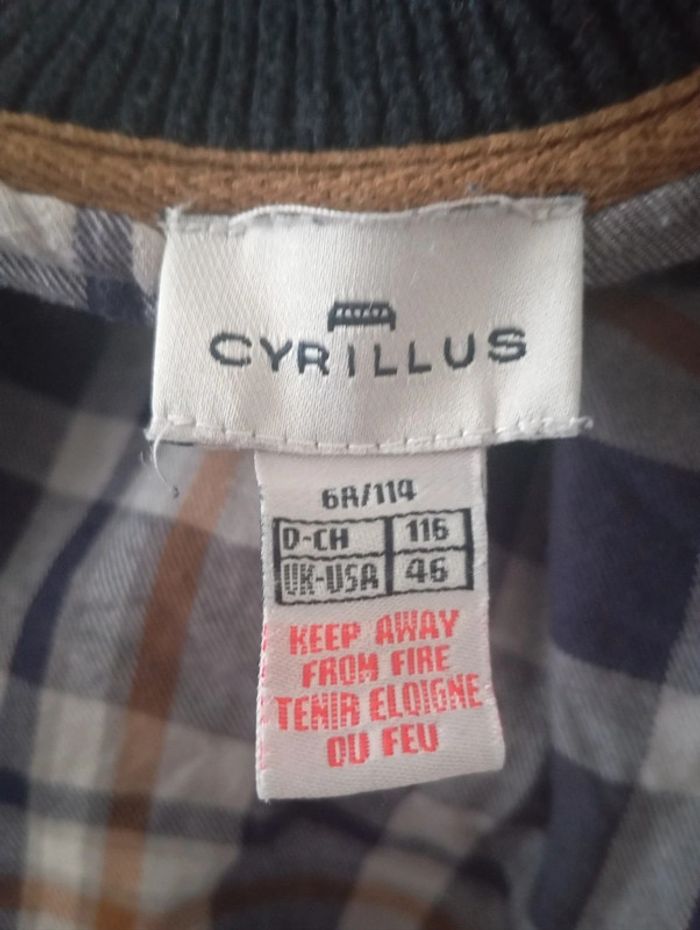 CYRILLUS
6A/114
D-CH 116
UK-USA 46
KEEP AWAY
FROM FIRE
TENIR ELOIGNE
DU FEU